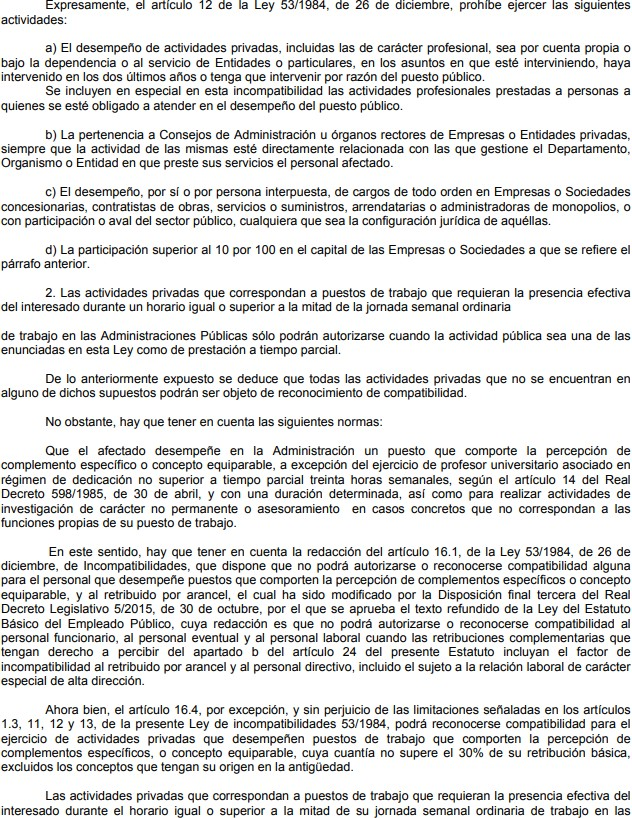 Expresamente, el artículo 12 de la Ley 53/1984, de 26 de diciembre, prohíbe ejercer las siguientes
actividades:
a) El desempeño de actividades privadas, incluidas las de carácter profesional, sea por cuenta propia o
bajo la dependencia o al servicio de Entidades o particulares, en los asuntos en que esté interviniendo, haya
intervenido en los dos últimos años o tenga que intervenir por razón del puesto público.
Se incluyen en especial en esta incompatibilidad las actividades profesionales prestadas a personas a
quienes se esté obligado a atender en el desempeño del puesto público.
b) La pertenencia a Consejos de Administración u órganos rectores de Empresas o Entidades privadas,
siempre que la actividad de las mismas esté directamente relacionada con las que gestione el Departamento,
Organismo o Entidad en que preste sus servicios el personal afectado.
c) El desempeño, por sí o por persona interpuesta, de cargos de todo orden en Empresas o Sociedades
concesionarias, contratistas de obras, servicios o suministros, arrendatarias o administradoras de monopolios, o
con participación o aval del sector público, cualquiera que sea la configuración jurídica de aquéllas.
d) La participación superior al 10 por 100 en el capital de las Empresas o Sociedades a que se refiere el
párrafo anterior.
2. Las actividades privadas que correspondan a puestos de trabajo que requieran la presencia efectiva
del interesado durante un horario igual o superior a la mitad de la jornada semanal ordinaria
de trabajo en las Administraciones Públicas sólo podrán autorizarse cuando la actividad pública sea una de las
enunciadas en esta Ley como de prestación a tiempo parcial.
De lo anteriormente expuesto se deduce que todas las actividades privadas que no se encuentran en
alguno de dichos supuestos podrán ser objeto de reconocimiento de compatibilidad.
No obstante, hay que tener en cuenta las siguientes normas:
Que el afectado desempeñe en la Administración un puesto que comporte la percepción de
complemento específico o concepto equiparable, a excepción del ejercicio de profesor universitario asociado en
régimen de dedicación no superior a tiempo parcial treinta horas semanales, según el artículo 14 del Real
Decreto 598/1985, de 30 de abril, y con una duración determinada, así como para realizar actividades de
investigación de carácter no permanente o asesoramiento en casos concretos que no correspondan a las
funciones propias de su puesto de trabajo.
En este sentido, hay que tener en cuenta la redacción del artículo 16.1, de la Ley 53/1984, de 26 de
diciembre, de Incompatibilidades, que dispone que no podrá autorizarse o reconocerse compatibilidad alguna
para el personal que desempeñe puestos que comporten la percepción de complementos específicos o concepto
equiparable, y al retribuido por arancel, el cual ha sido modificado por la Disposición final tercera del Real
Decreto Legislativo 5/2015, de 30 de octubre, por el que se aprueba el texto refundido de la Ley del Estatuto
Básico del Empleado Público, cuya redacción es que no podrá autorizarse o reconocerse compatibilidad al
personal funcionario, al personal eventual y al personal laboral cuando las retribuciones complementarias que
tengan derecho a percibir del apartado b del artículo 24 del presente Estatuto incluyan el factor de
incompatibilidad al retribuido por arancel y al personal directivo, incluido el sujeto a la relación laboral de carácter
especial de alta dirección.
Ahora bien, el artículo 16.4, por excepción, y sin perjuicio de las limitaciones señaladas en los artículos
1.3, 11, 12 y 13, de la presente Ley de incompatibilidades 53/1984, podrá reconocerse compatibilidad para el
ejercicio de actividades privadas que desempeñen puestos de trabajo que comporten la percepción de
complementos específicos, o concepto equiparable, cuya cuantía no supere el 30% de su retribución básica,
excluidos los conceptos que tengan su origen en la antigüedad.
Las actividades privadas que correspondan a puestos de trabajo que requieran la presencia efectiva del
interesado durante el horario igual o superior a la mitad de su jornada semanal ordinaria de trabajo en las